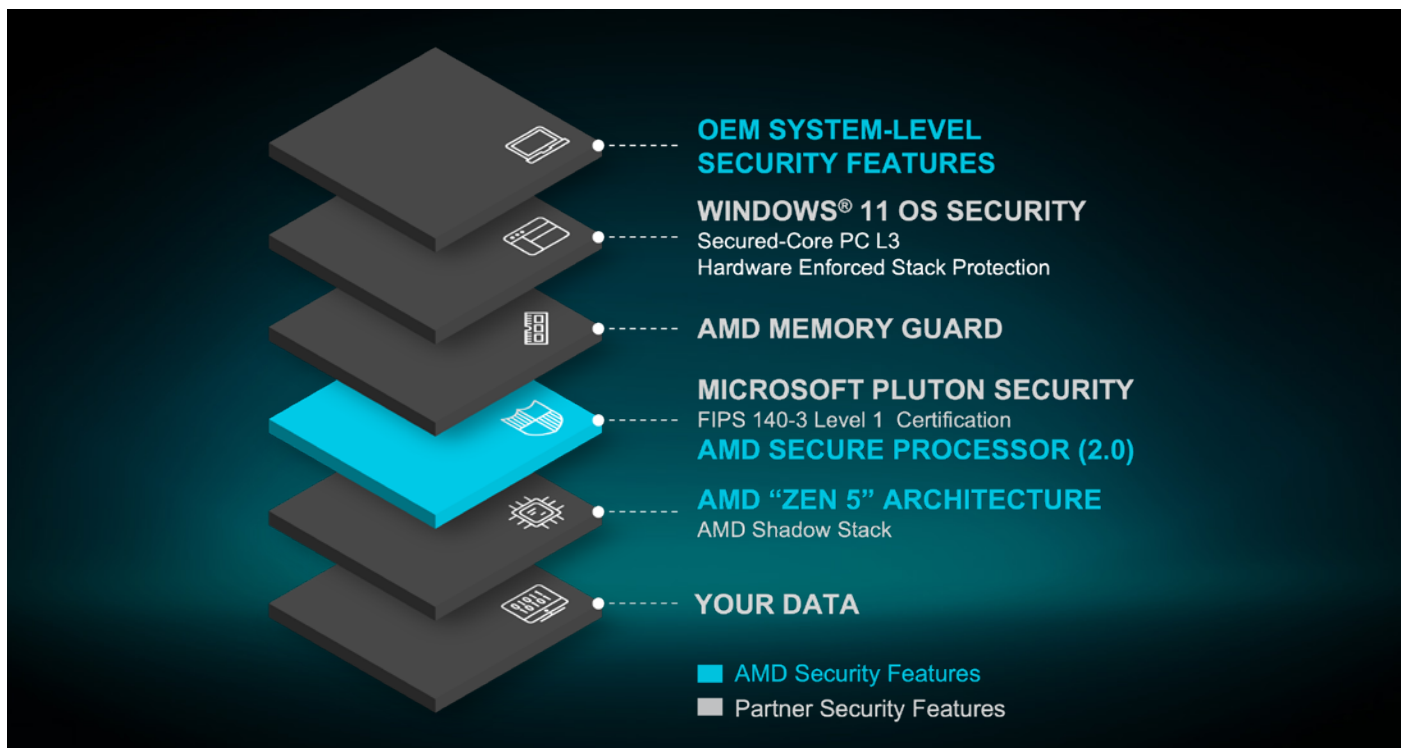 OEM SYSTEM-LEVEL
SECURITY FEATURES
WINDOWS® 11 OS SECURITY
Secured-Core PC L3
Hardware Enforced Stack Protection
AMD MEMORY GUARD
MICROSOFT PLUTON SECURITY
FIPS 140-3 Level 1 Certification
AMD SECURE PROCESSOR (2.0)
AMD “ZEN 5” ARCHITECTURE
AMD Shadow Stack
01011
10101
YOUR DATA
AMD Security Features
Partner Security Features